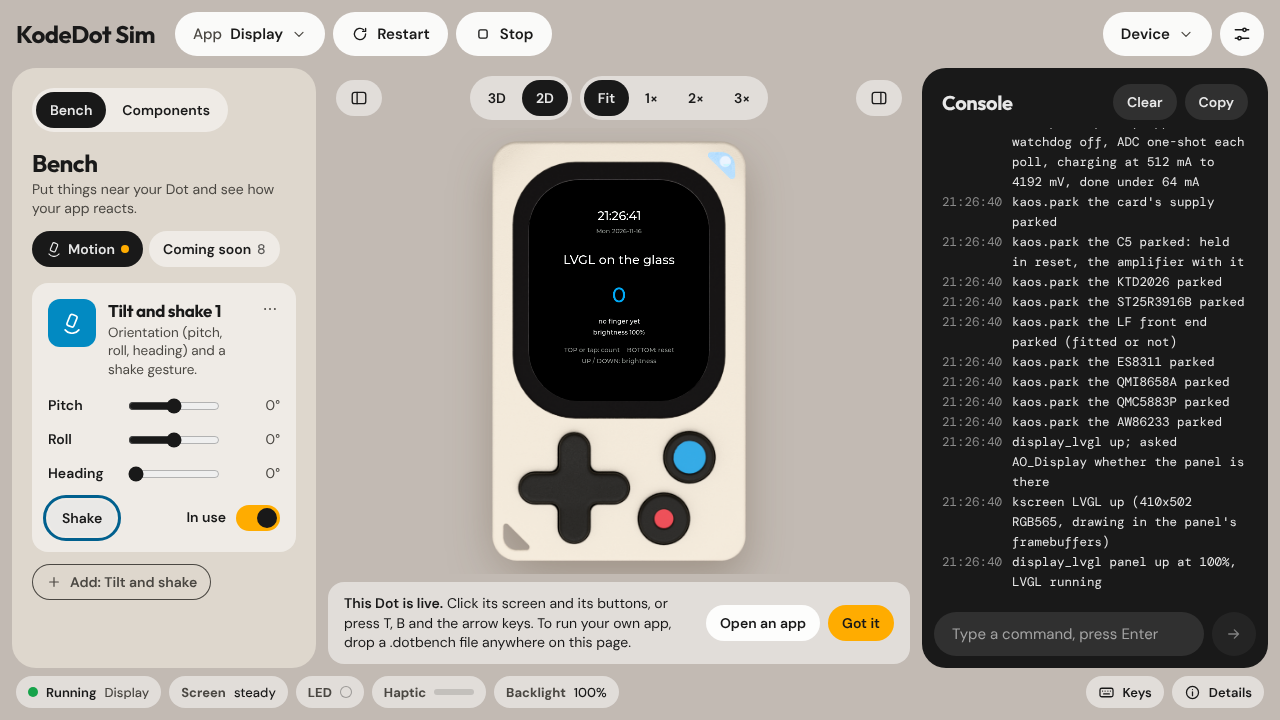 KodeDot Sim
App Display
Restart
Stop
Device
Bench
Components
Bench
Put things near your Dot and see how
your app reacts.
Motion
Coming soon 8
Tilt and shake 1
Orientation (pitch,
roll, heading) and a
shake gesture.
Pitch 0°
Roll 0°
Heading 0°
Shake
In use
Add: Tilt and shake
3D
2D
Fit
1×
2×
3×
21:26:41
Mon 2026-11-16
LVGL on the glass
0
no finger yet
brightness 100%
TOP or tap: count BOTTOM: reset
UP / DOWN: brightness
This Dot is live. Click its screen and its buttons, or
press T, B and the arrow keys. To run your own app,
drop a .dotbench file anywhere on this page.
Open an app
Got it
Console
Clear
Copy
watchdog off, ADC one-shot each
poll, charging at 512 mA to
4192 mV, done under 64 mA
21:26:40 kaos.park the card's supply
parked
21:26:40 kaos.park the C5 parked: held
in reset, the amplifier with it
21:26:40 kaos.park the KTD2026 parked
21:26:40 kaos.park the ST25R3916B parked
21:26:40 kaos.park the LF front end
parked (fitted or not)
21:26:40 kaos.park the ES8311 parked
21:26:40 kaos.park the QMI8658A parked
21:26:40 kaos.park the QMC5883P parked
21:26:40 kaos.park the AW86233 parked
21:26:40 display_lvgl up; asked
AO_Display whether the panel is
there
21:26:40 kscreen LVGL up (410x502
RGB565, drawing in the panel's
framebuffers)
21:26:40 display_lvgl panel up at 100%,
LVGL running
Type a command, press Enter
Running Display
Screen steady
LED
Haptic
Backlight 100%
Keys
Details